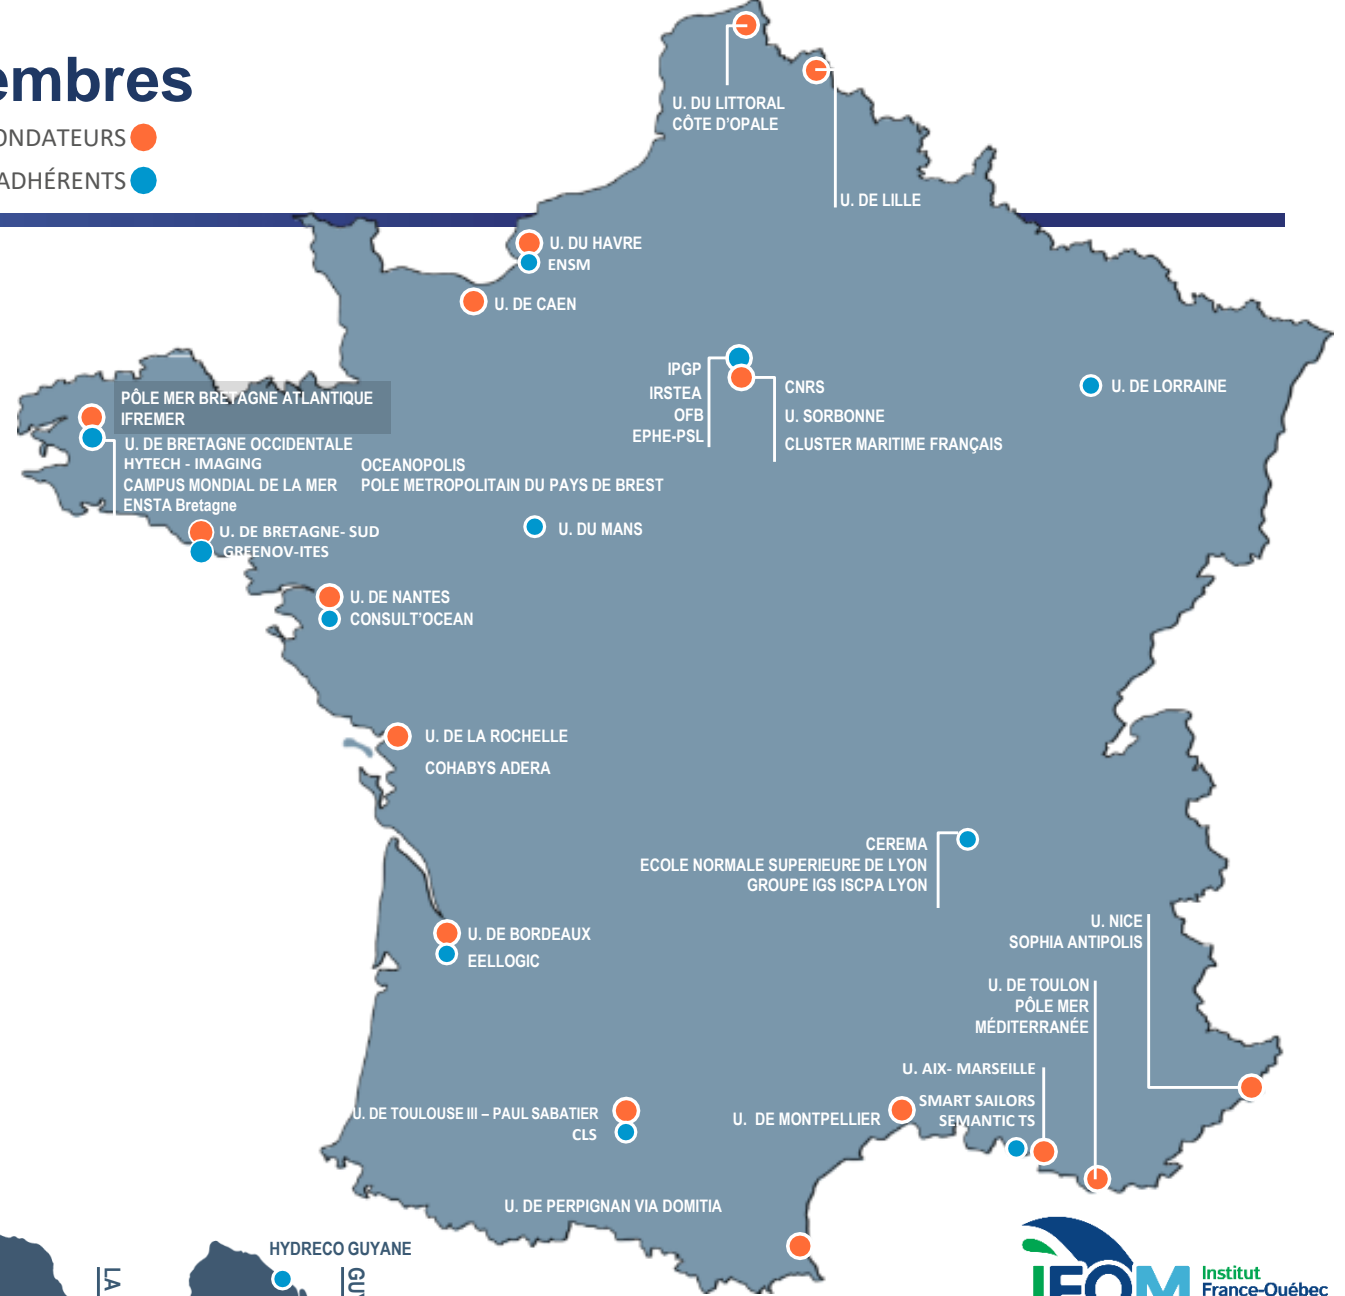 embres
ONDATEURS
ADHÉRENTS
U. DU LITTORAL
CÔTE D'OPALE
U. DE LILLE
U. DU HAVRE
ENSM
U. DE CAEN
IPGP
IRSTEA
OFB
EPHE-PSL
CNRS
U. SORBONNE
CLUSTER MARITIME FRANÇAIS
U. DE LORRAINE
PÔLE MER BRETAGNE ATLANTIQUE
IFREMER
U. DE BRETAGNE OCCIDENTALE
HYTECH - IMAGING
CAMPUS MONDIAL DE LA MER
ENSTA Bretagne
OCEANOPOLIS
POLE METROPOLITAIN DU PAYS DE BREST
U. DE BRETAGNE- SUD
GREENOV-ITES
U. DU MANS
U. DE NANTES
CONSULT'OCEAN
U. DE LA ROCHELLE
COHABYS ADERA
CEREMA
ECOLE NORMALE SUPERIEURE DE LYON
GROUPE IGS ISCPA LYON
U. DE BORDEAUX
EELLOGIC
U. NICE
SOPHIA ANTIPOLIS
U. DE TOULON
PÔLE MER
MÉDITERRANÉE
U. AIX- MARSEILLE
SMART SAILORS
SEMANTIC TS
U. DE MONTPELLIER
U. DE TOULOUSE III – PAUL SABATIER
CLS
U. DE PERPIGNAN VIA DOMITIA
HYDRECO GUYANE
LA
GUY
IFQM
Institut
France-Québec